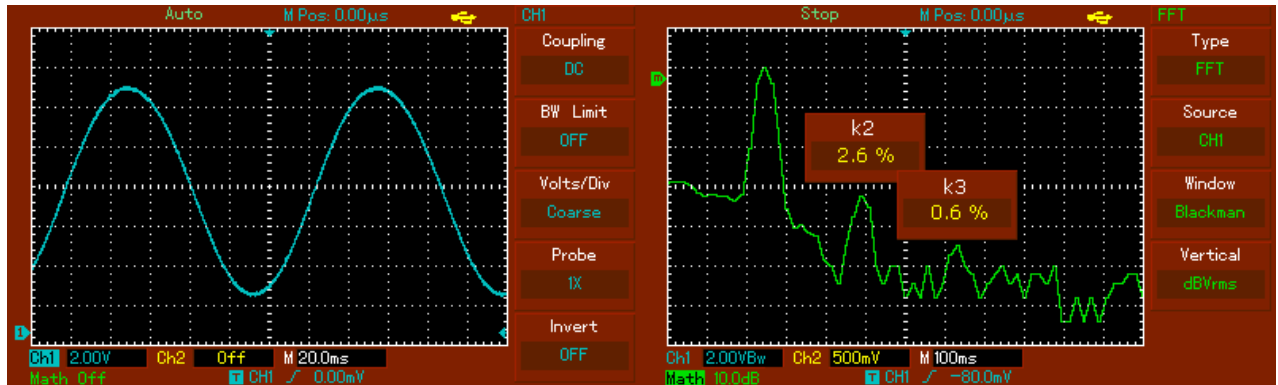 Auto M Pos: 0.00µs CH1
Coupling
DC
BW Limit
OFF
Volts/Div
Coarse
Probe
1X
Invert
OFF
1
Ch1 2.00V Ch2 Off M 20.0ms
Math Off T CH1 0.00mV
Stop M Pos: 0.00µs FFT
Type
FFT
Source
CH1
Window
Blackman
Vertical
dBVrms
m
k2
2.6 %
k3
0.6 %
Ch1 2.00VBw Ch2 500mV M 100ms
Math 10.0dB T CH1 -80.0mV